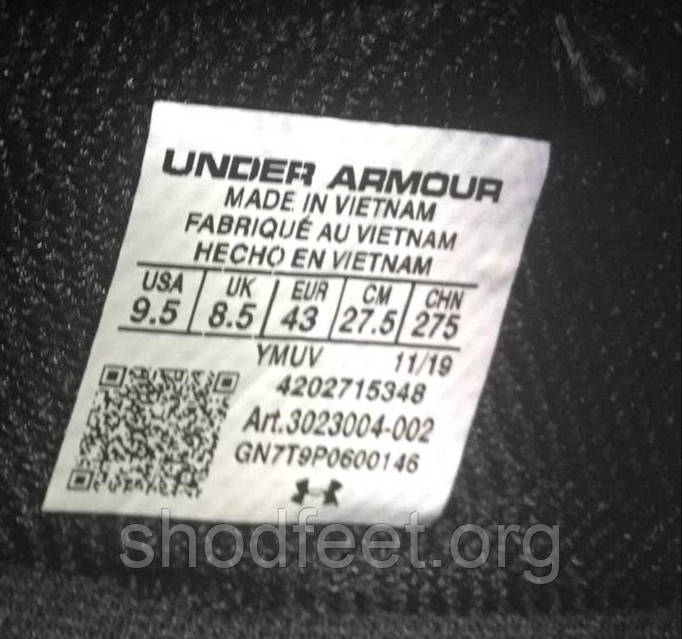 UNDER ARMOUR
MADE IN VIETNAM
FABRIQUÉ AU VIETNAM
HECHO EN VIETNAM
USA UK EUR CM CHN
9.5 8.5 43 27.5 275
YMUV 11/19
4202715348
Art.3023004-002
GN7T9P0600146
shodfeet.org